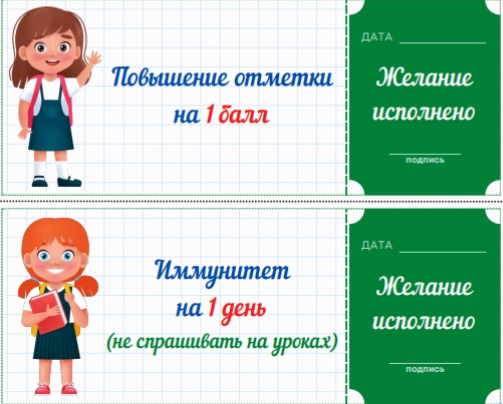 Повышение отметки
на 1 балл
ДАТА
Желание
исполнено
подпись
Иммунитет
на 1 день
(не спрашивать на уроках)
ДАТА
Желание
исполнено
подпись